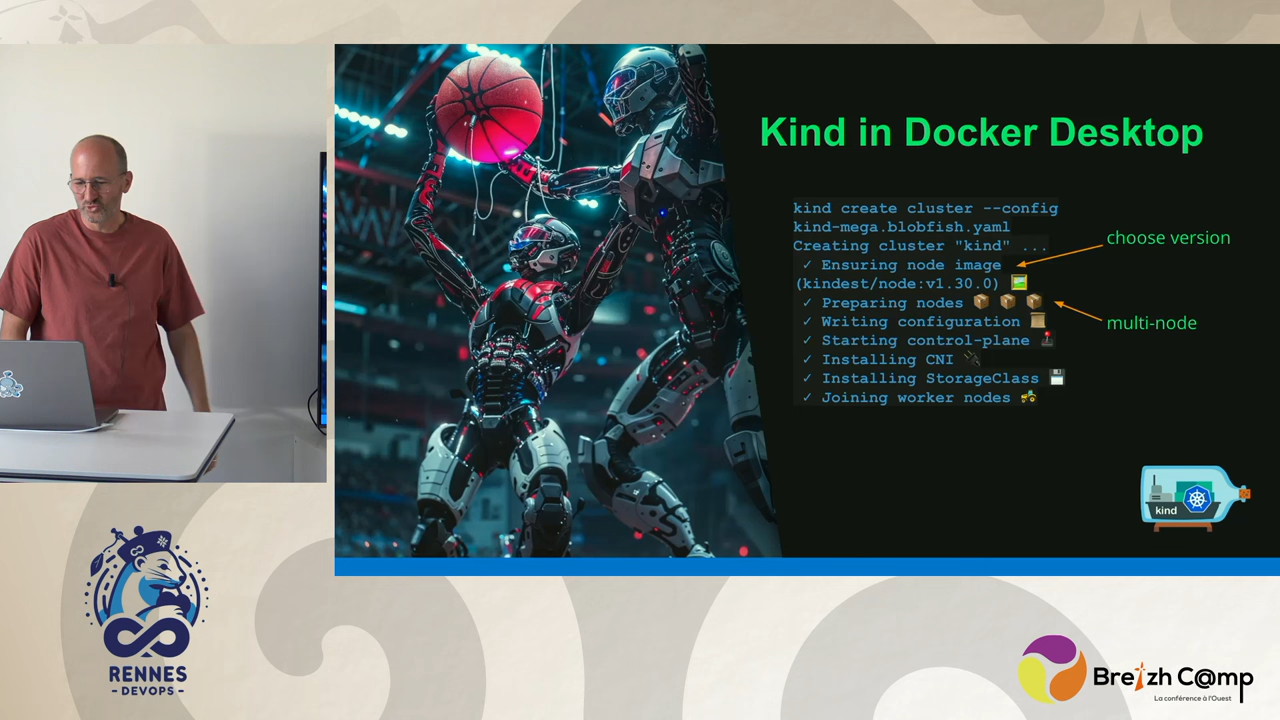 Kind in Docker Desktop
kind create cluster --config
kind-mega.blobfish.yaml
Creating cluster "kind" ...
✓ Ensuring node image
(kindest/node:v1.30.0)
✓ Preparing nodes
✓ Writing configuration
✓ Starting control-plane
✓ Installing CNI
✓ Installing StorageClass
✓ Joining worker nodes
choose version
multi-node
kind
RENNES
- DEVOPS -
Breizh C@mp
La conférence à l'Ouest